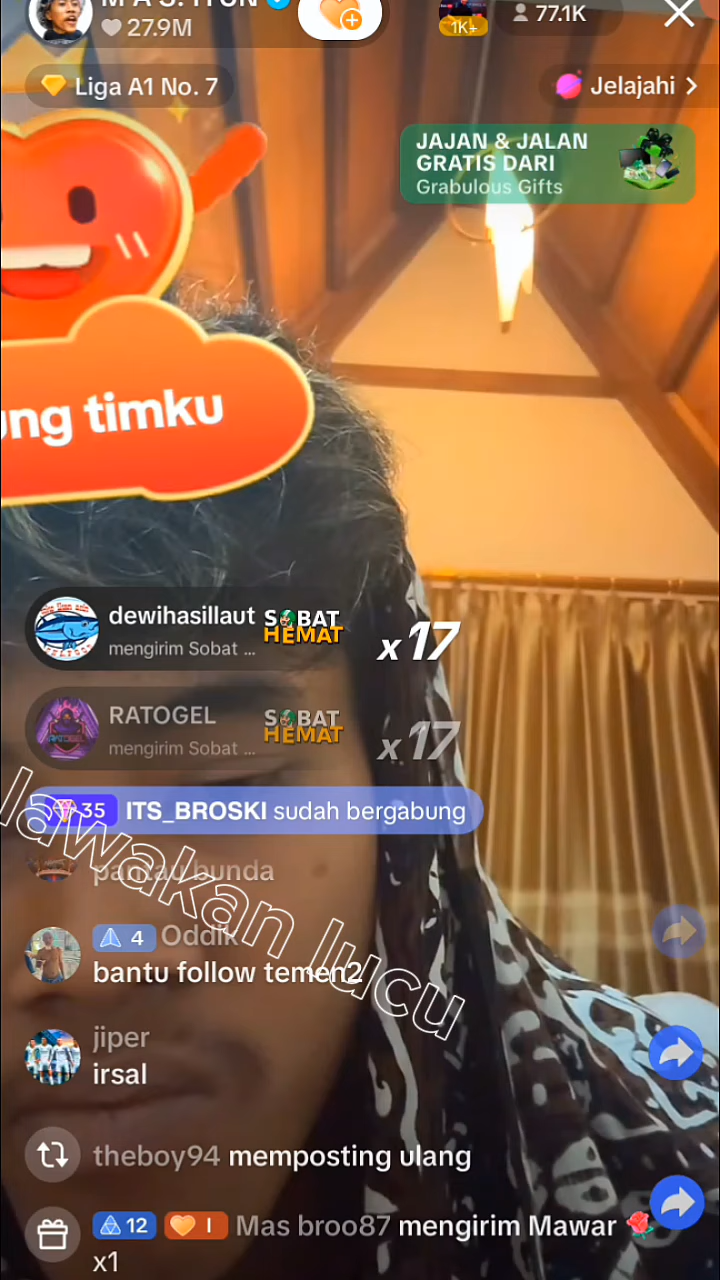 27.9M
1K+
77.1K
Liga A1 No. 7
Jelajahi
JAJAN & JALAN
GRATIS DARI
Grabulous Gifts
ung timku
dewihasillaut
mengirim Sobat ...
SOBAT
HEMAT
x17
RATOGEL
mengirim Sobat ...
SOBAT
HEMAT
x17
35 ITS_BROSKI sudah bergabung
pantau bunda
lawakan lucu
4 Oddik
bantu follow temen2
jiper
irsal
theboy94 memposting ulang
12 I Mas broo87 mengirim Mawar
x1